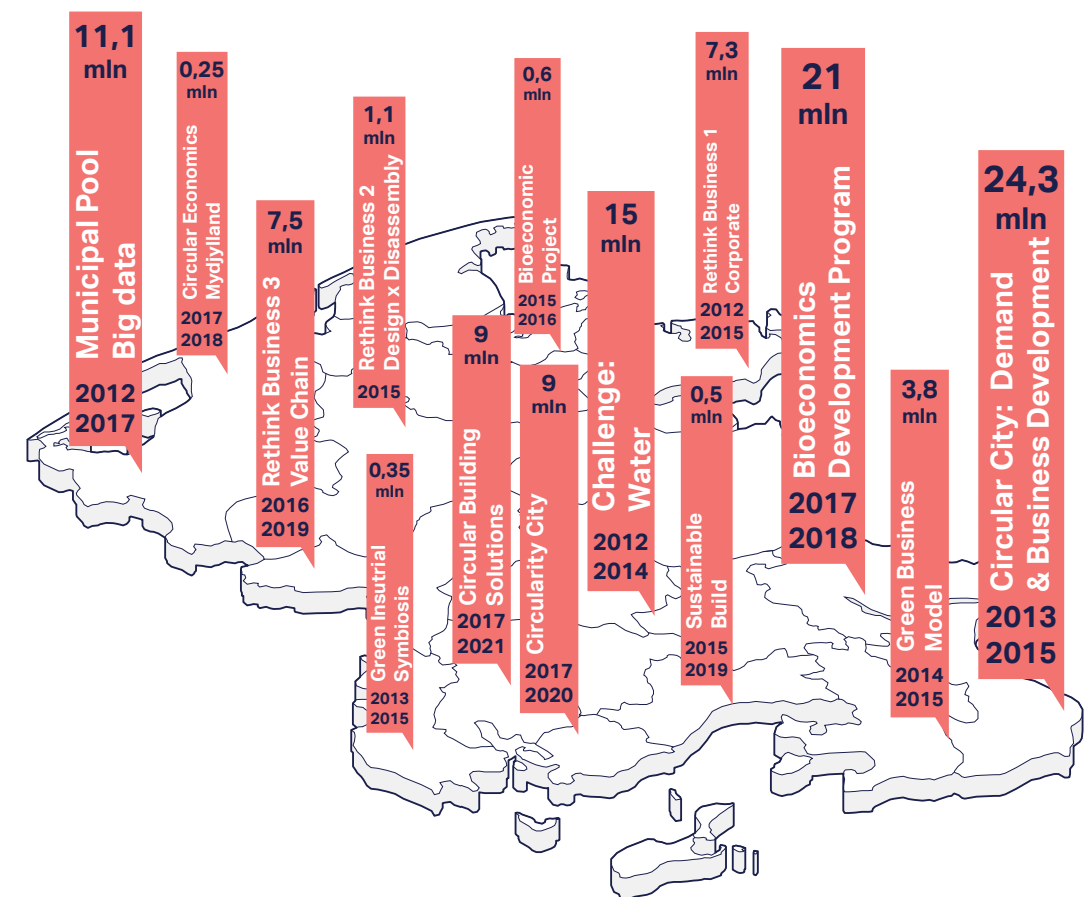 11,1
mln
Municipal Pool
Big data
2012
2017
0,25
mln
Circular Economics
Mydjylland
2017
2018
7,5
mln
Rethink Business 3
Value Chain
2016
2019
1,1
mln
Rethink Business 2
Design x Disassembly
2015
0,35
mln
Green Insutrial
Symbiosis
2013
2015
9
mln
Circular Building
Solutions
2017
2021
0,6
mln
Bioeconomic
Project
2015
2016
9
mln
Circularity City
2017
2020
15
mln
Challenge:
Water
2012
2014
7,3
mln
Rethink Business 1
Corporate
2012
2015
0,5
mln
Sustainable
Build
2015
2019
21
mln
Bioeconomics
Development Program
2017
2018
3,8
mln
Green Business
Model
2014
2015
24,3
mln
Circular City: Demand
& Business Development
2013
2015